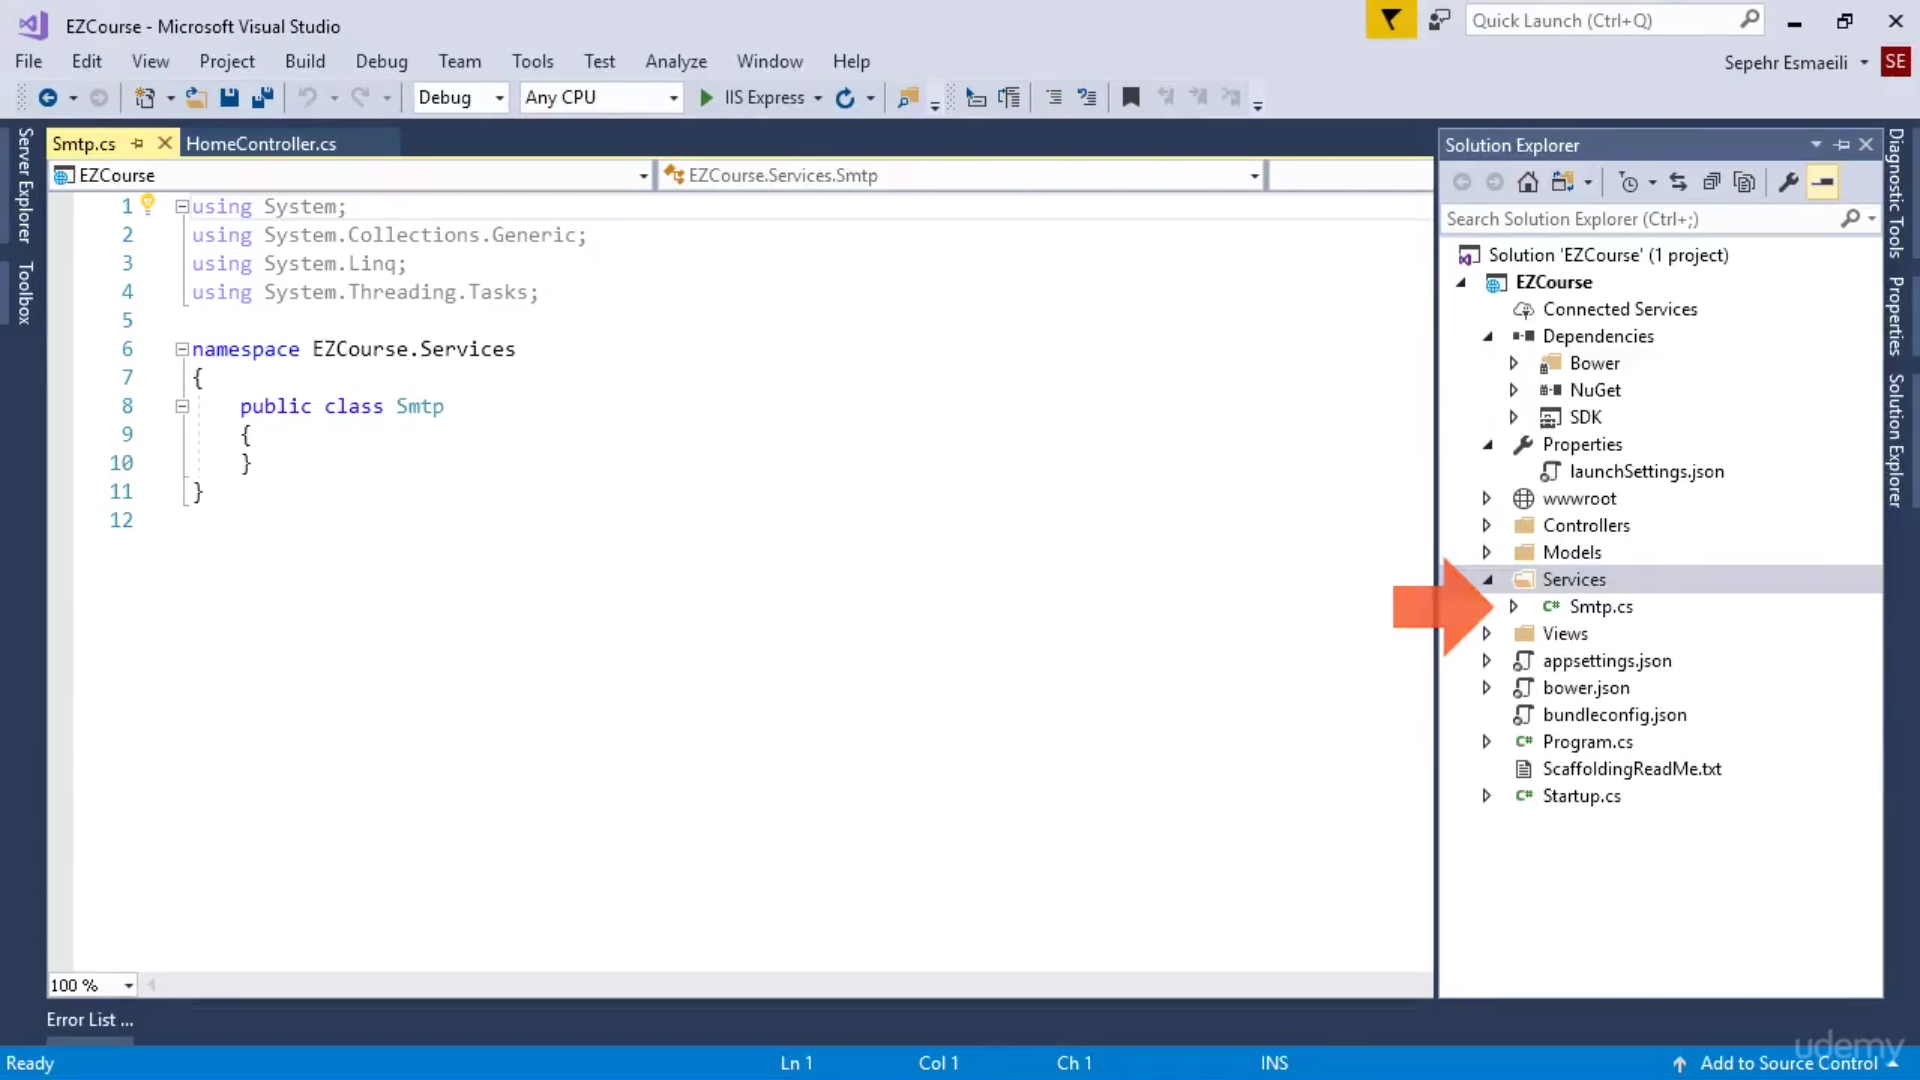 EZCourse - Microsoft Visual Studio
Quick Launch (Ctrl+Q)
File Edit View Project Build Debug Team Tools Test Analyze Window Help
Sepehr Esmaeili SE
Debug Any CPU IIS Express
Server Explorer
Toolbox
Smtp.cs HomeController.cs
EZCourse EZCourse.Services.Smtp
1 using System;
2 using System.Collections.Generic;
3 using System.Linq;
4 using System.Threading.Tasks;
5
6 namespace EZCourse.Services
7 {
8 public class Smtp
9 {
10 }
11 }
12
100 %
Solution Explorer
Search Solution Explorer (Ctrl+;)
Solution 'EZCourse' (1 project)
EZCourse
Connected Services
Dependencies
Bower
NuGet
SDK
Properties
launchSettings.json
wwwroot
Controllers
Models
Services
C# Smtp.cs
Views
appsettings.json
bower.json
bundleconfig.json
C# Program.cs
ScaffoldingReadMe.txt
C# Startup.cs
Diagnostic Tools
Properties
Solution Explorer
Error List ...
udemy
Ready Ln 1 Col 1 Ch 1 INS Add to Source Control